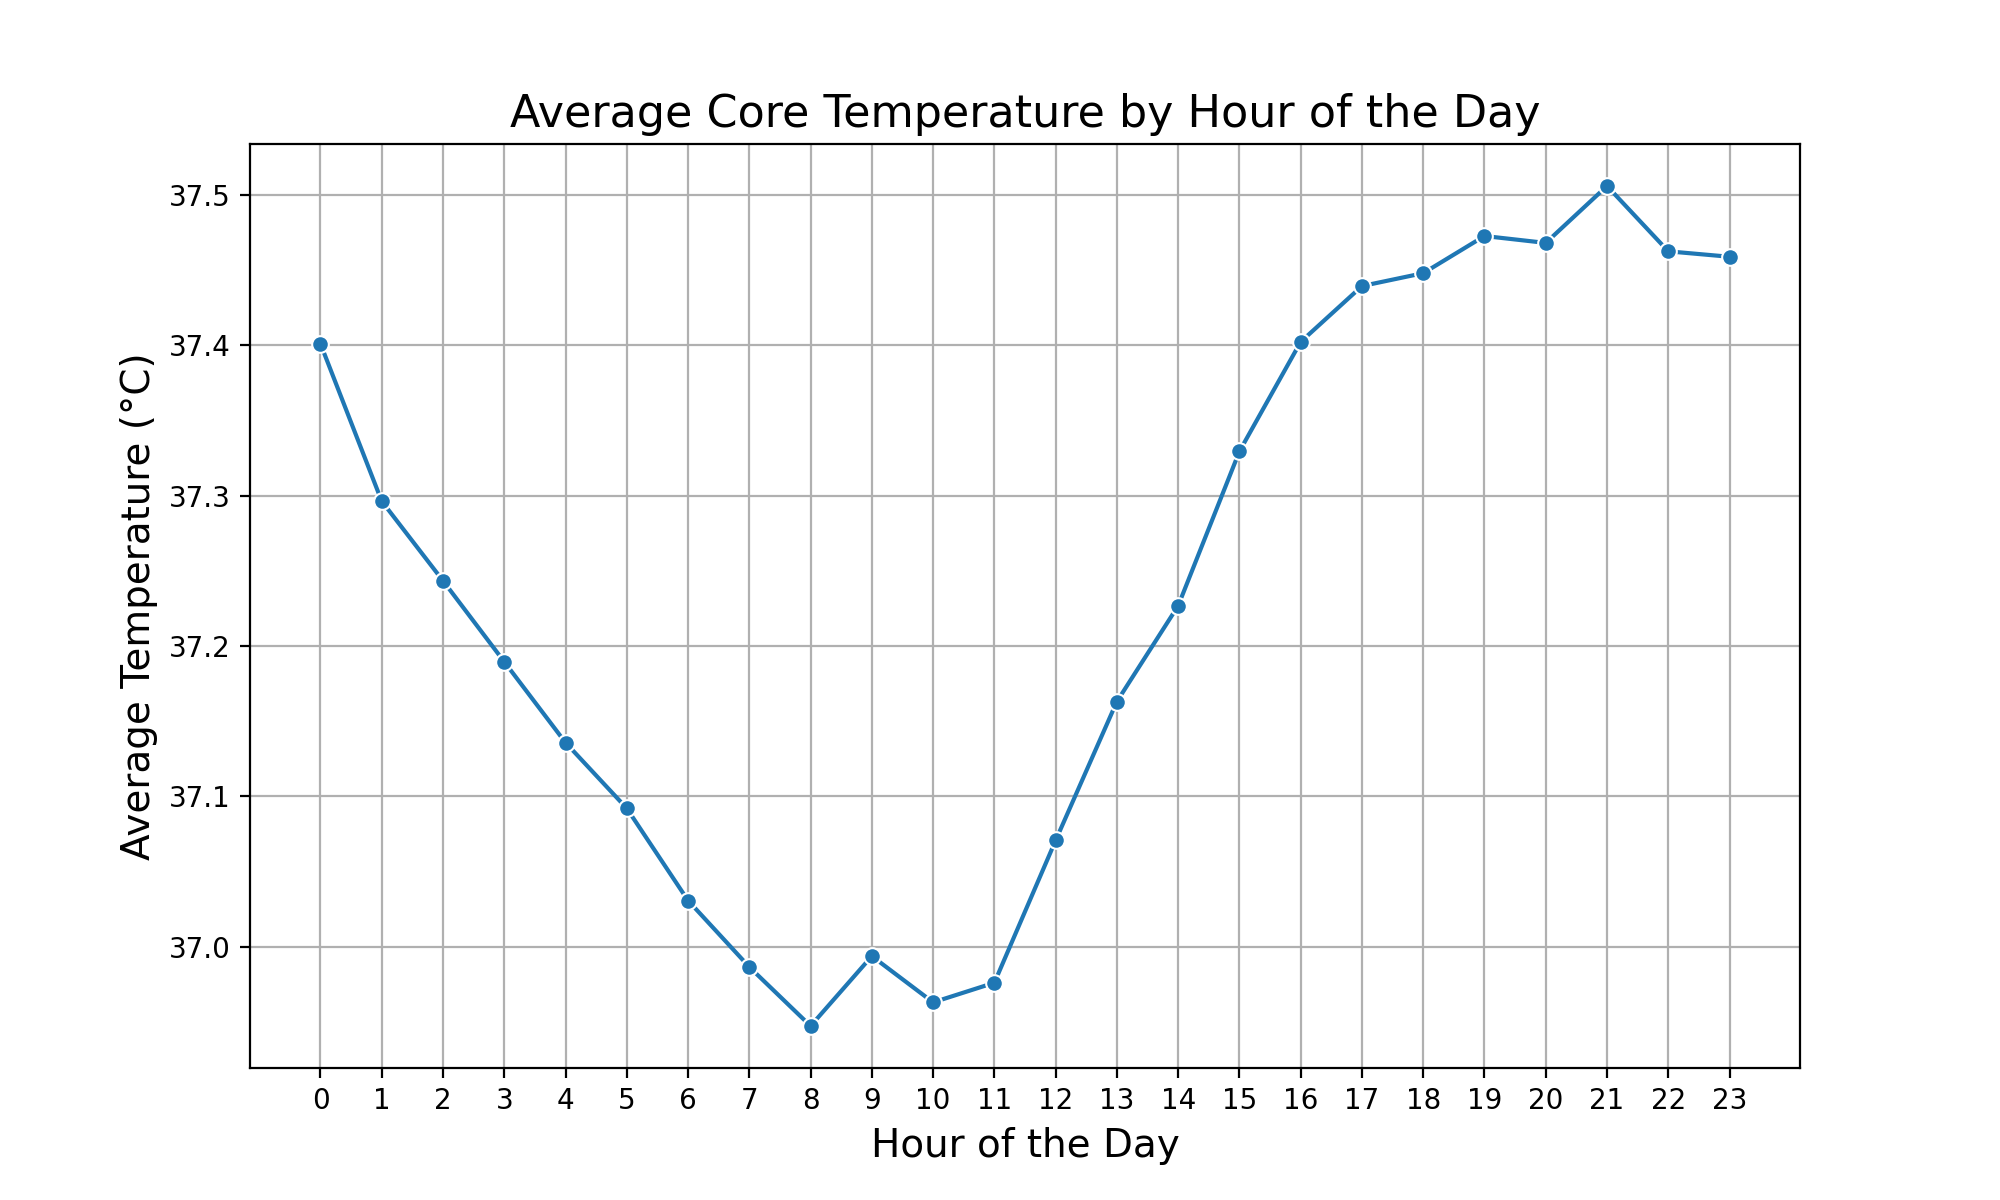 Average Core Temperature by Hour of the Day
Average Temperature (°C)
37.5
37.4
37.3
37.2
37.1
37.0
0 1 2 3 4 5 6 7 8 9 10 11 12 13 14 15 16 17 18 19 20 21 22 23
Hour of the Day